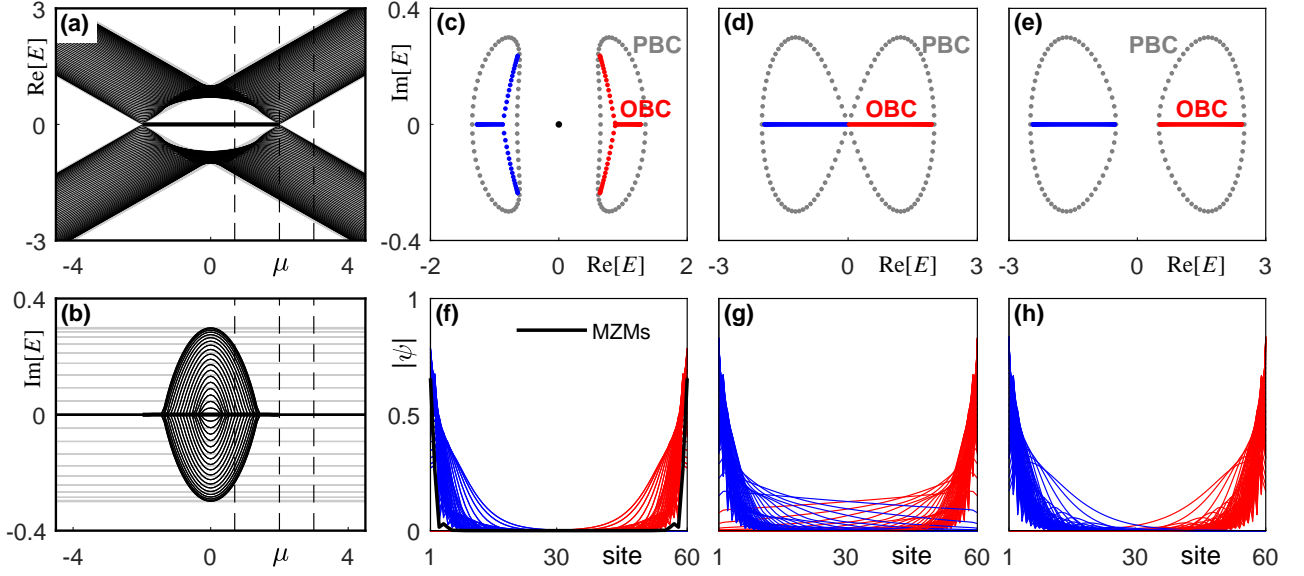 (a)
Re[E]
3
0
-3
-4
0
μ
4
(c)
Im[E]
0.4
0
-0.4
PBC
OBC
-2
0
Re[E]
2
(d)
PBC
OBC
-3
0
Re[E]
3
(e)
PBC
OBC
-3
0
Re[E]
3
(b)
Im[E]
0.4
0
-0.4
-4
0
μ
4
(f)
|ψ|
1
0.5
0
MZMs
1
30
site
60
(g)
1
30
site
60
(h)
1
30
site
60